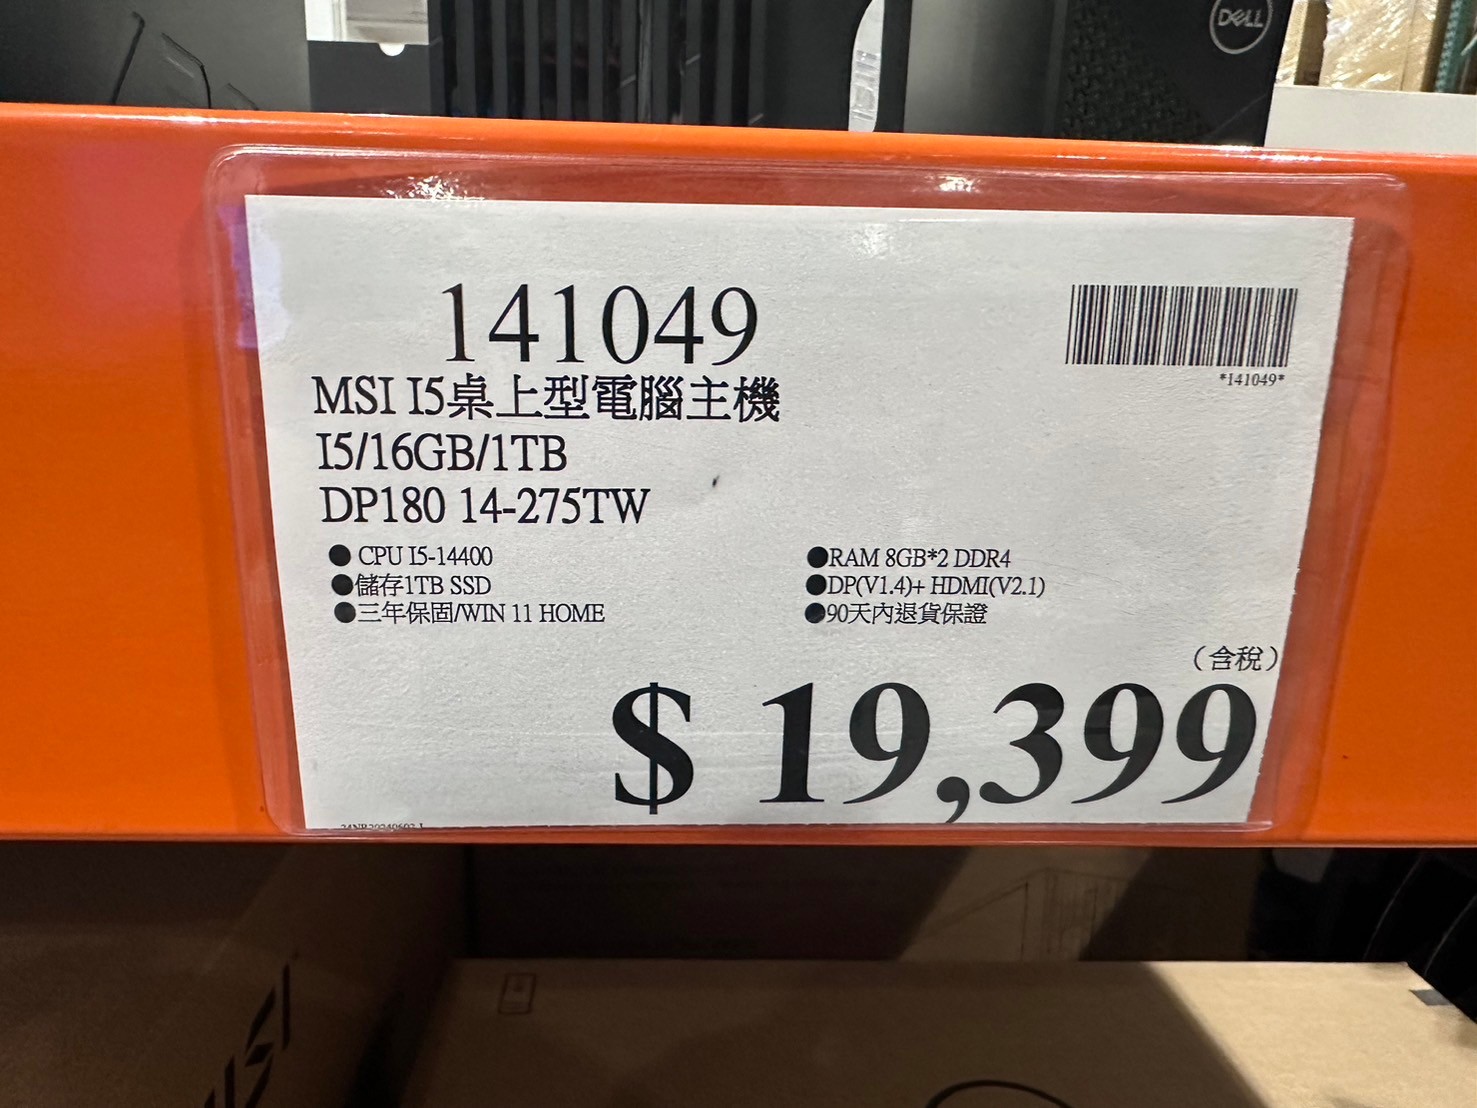 DELL
141049
*141049*
MSI I5桌上型電腦主機
I5/16GB/1TB
DP180 14-275TW
● CPU I5-14400
●RAM 8GB*2 DDR4
●儲存1TB SSD
●DP(V1.4)+ HDMI(V2.1)
●三年保固/WIN 11 HOME
●90天內退貨保證
（含稅）
$ 19,399
MSI